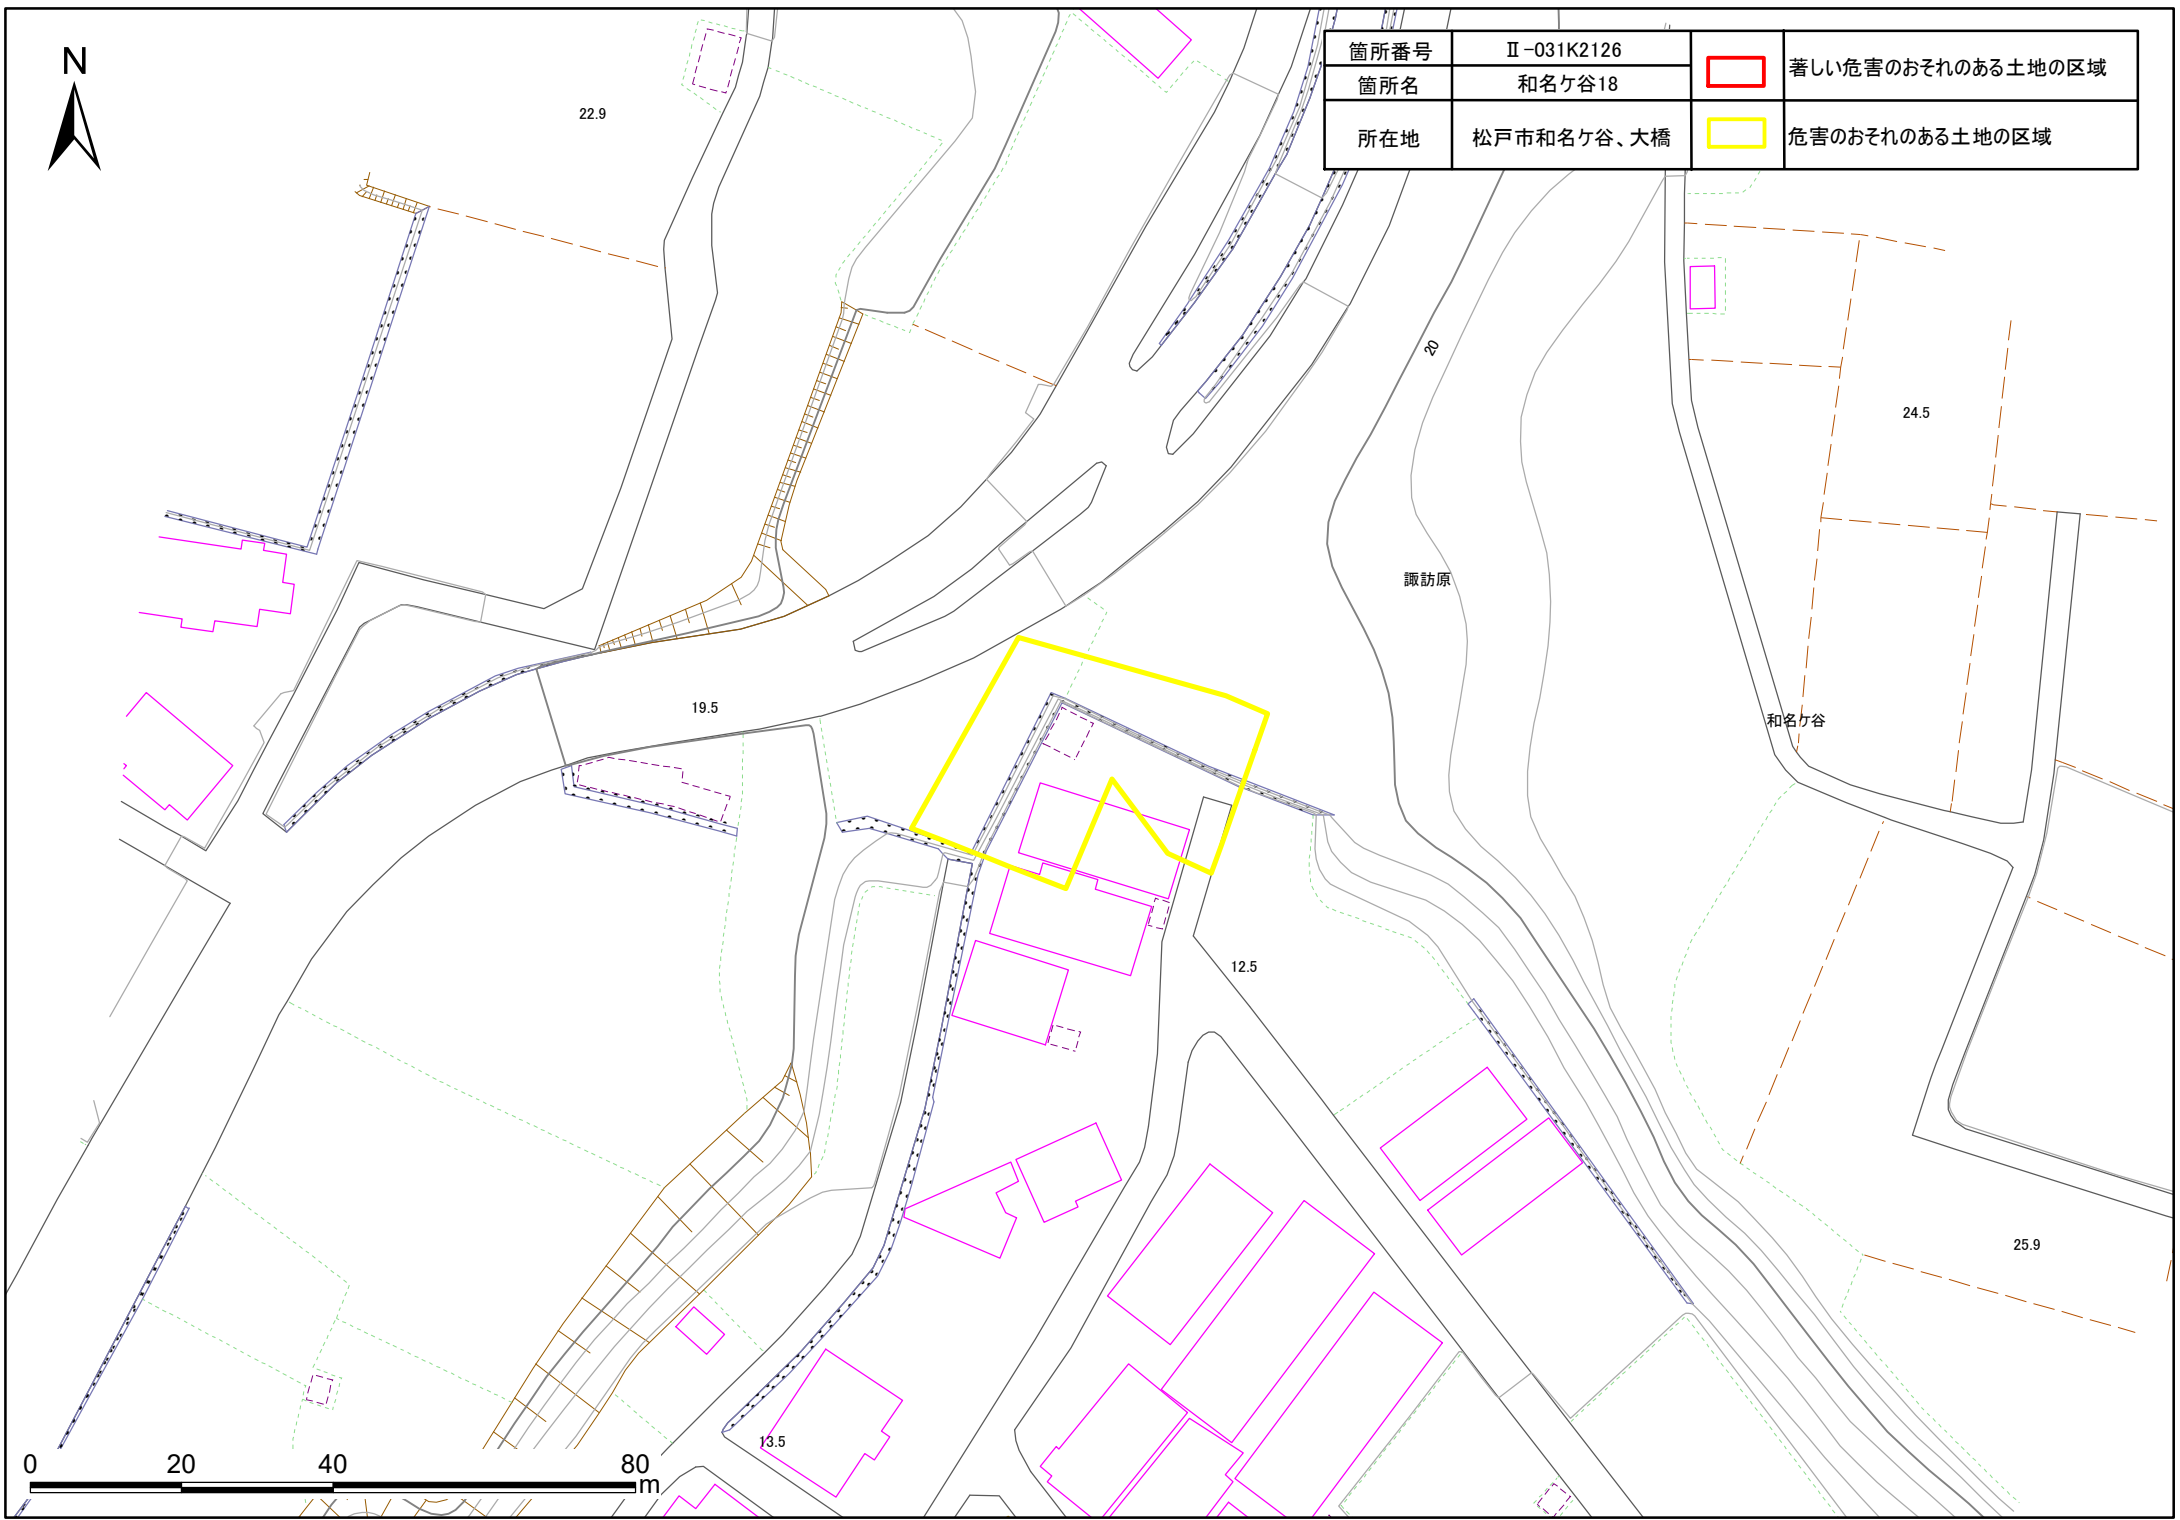 N
箇所番号 Ⅱ-031K2126 著しい危害のおそれのある土地の区域
箇所名 和名ケ谷18
所在地 松戸市和名ケ谷、大橋 危害のおそれのある土地の区域
22.9
20
24.5
諏訪原
19.5
和名ケ谷
12.5
25.9
13.5
0 20 40 80
m